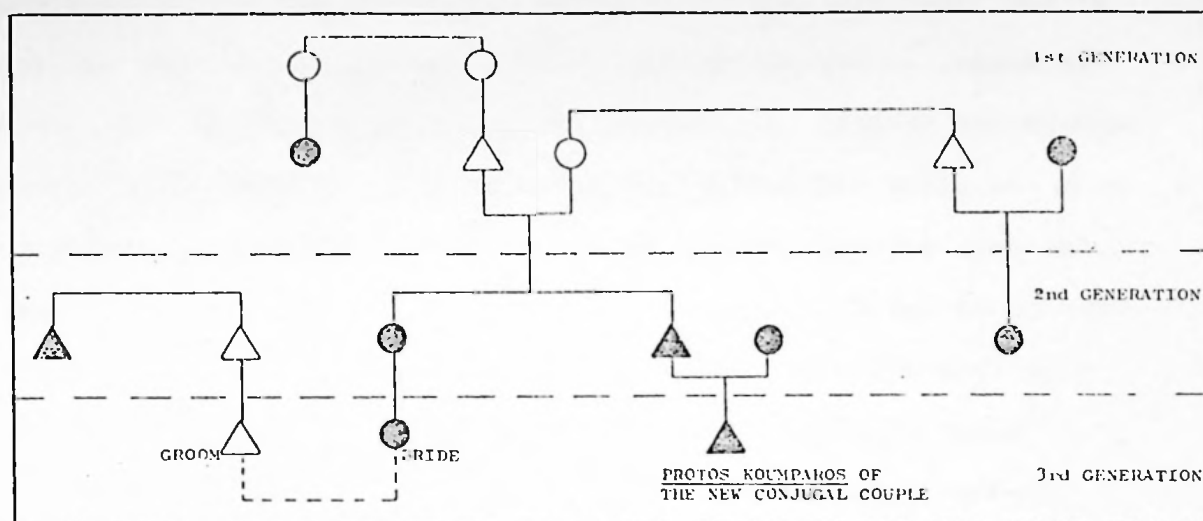 1st GENERATION
2nd GENERATION
GROOM
BRIDE
PROTOS KOUMPAROS OF
THE NEW CONJUGAL COUPLE
3rd GENERATION